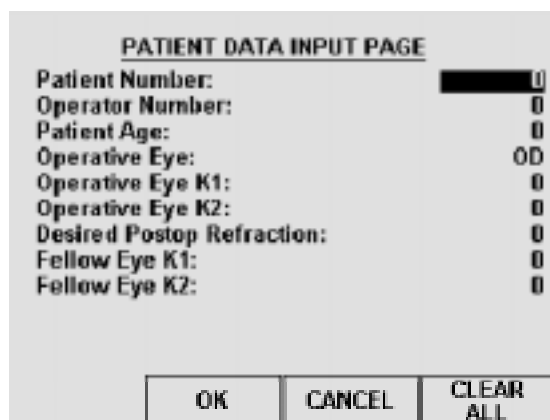 PATIENT DATA INPUT PAGE
Patient Number: 0
Operator Number: 0
Patient Age: 0
Operative Eye: OD
Operative Eye K1: 0
Operative Eye K2: 0
Desired Postop Refraction: 0
Fellow Eye K1: 0
Fellow Eye K2: 0
OK CANCEL CLEAR ALL